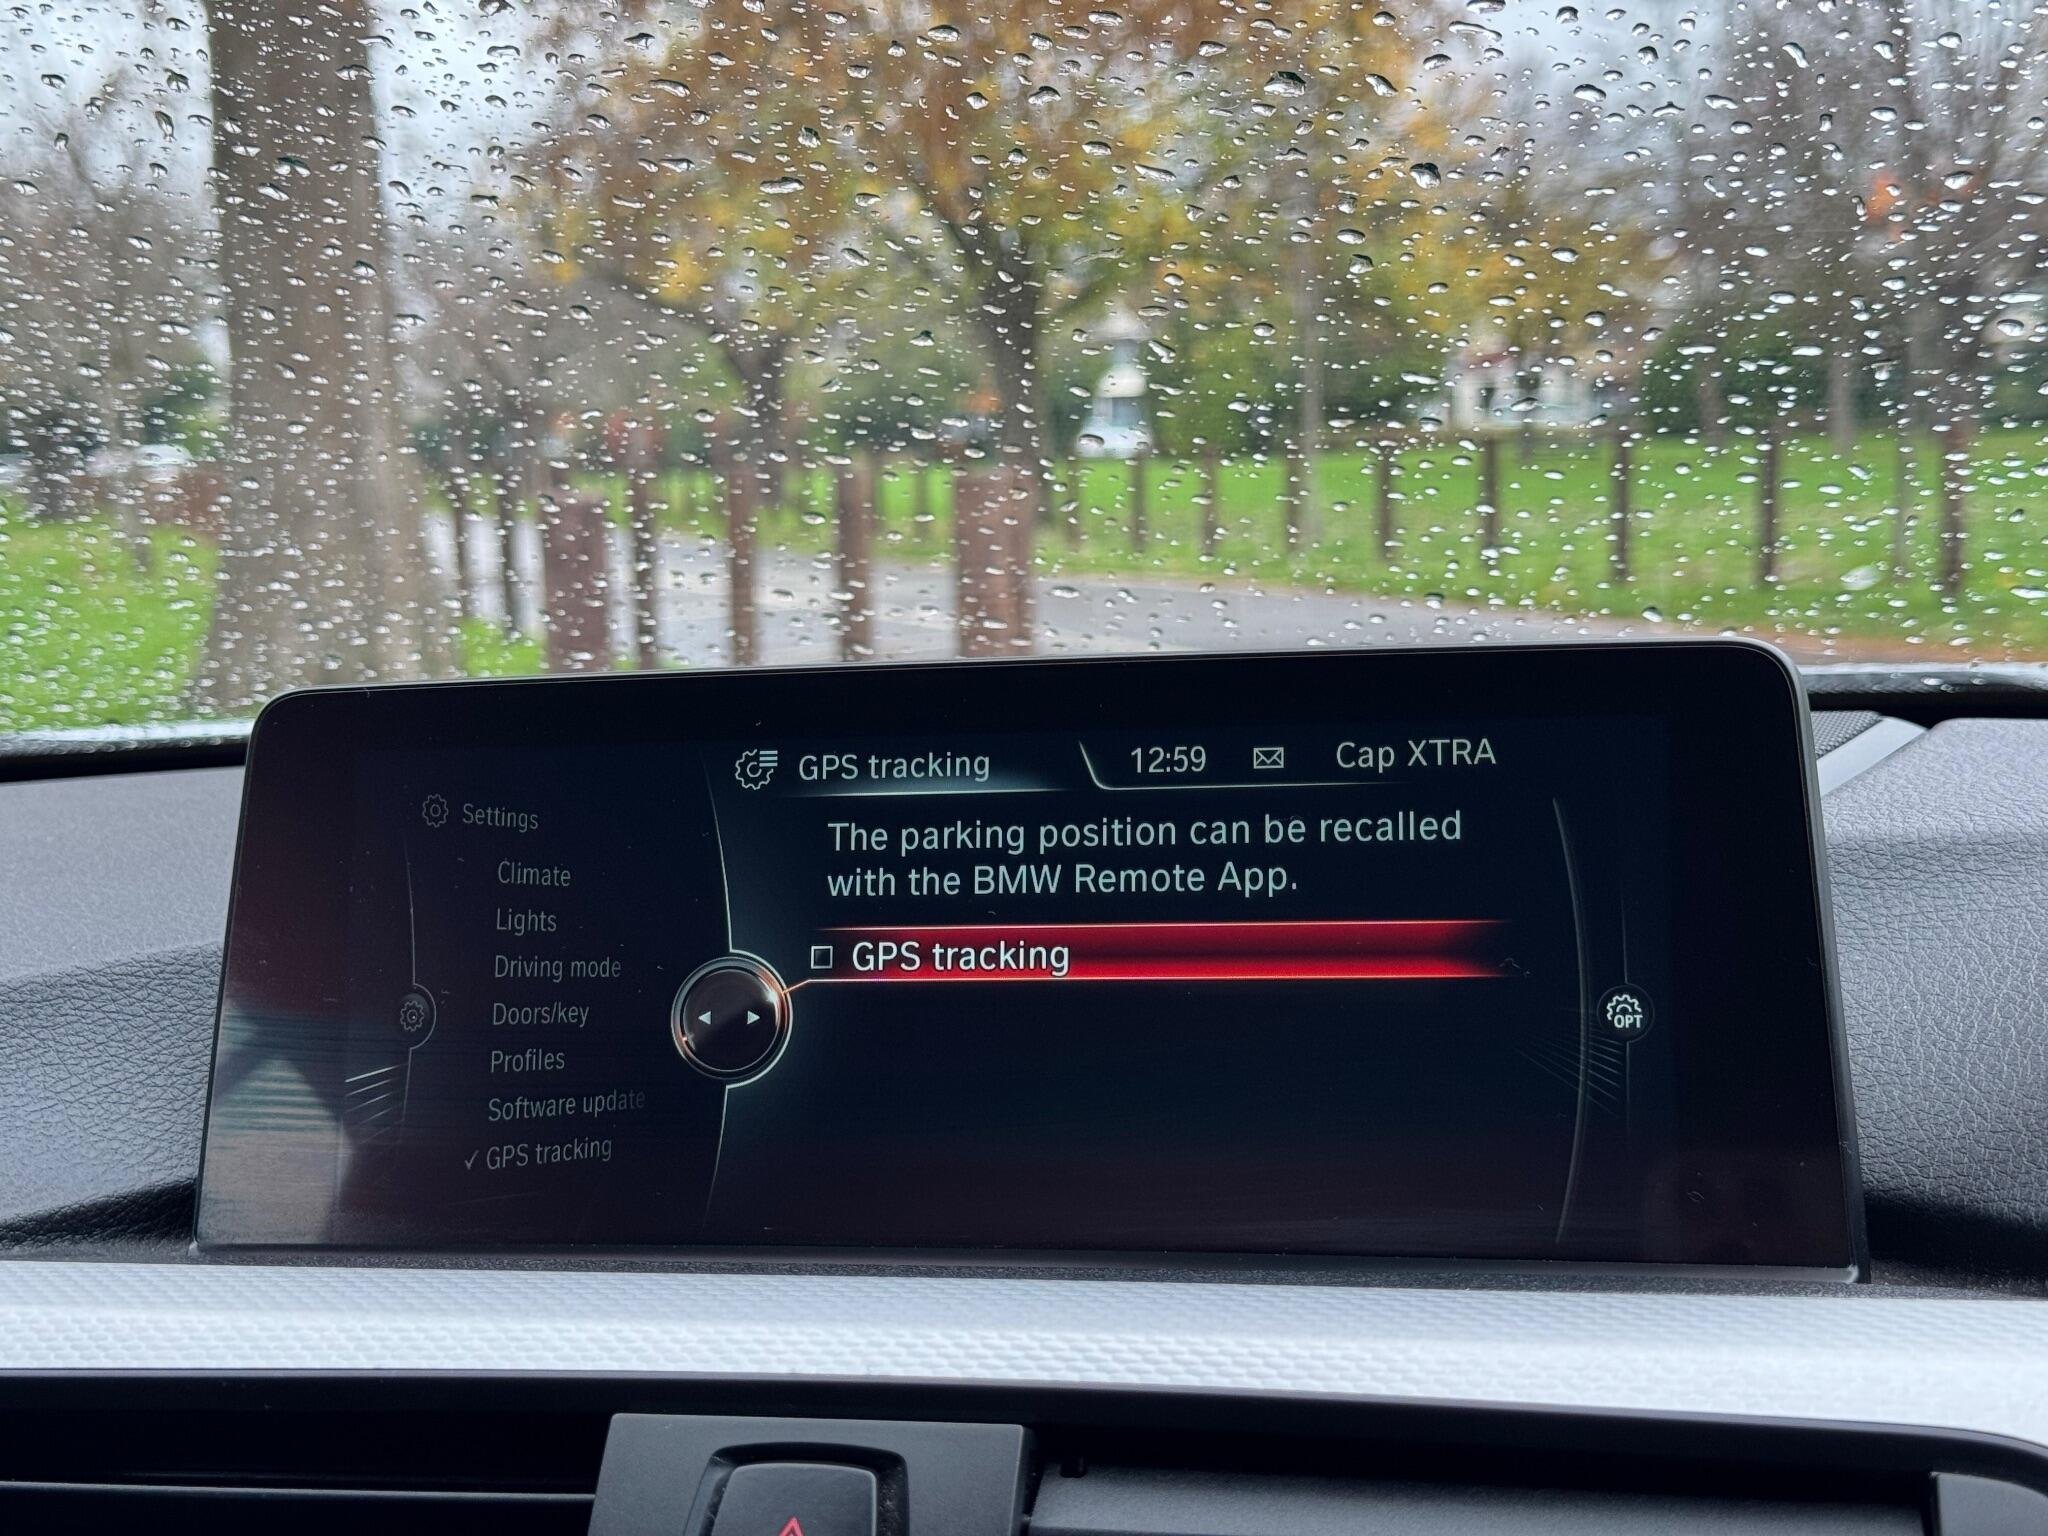 GPS tracking
12:59
Cap XTRA
Settings
Climate
Lights
Driving mode
Doors/key
Profiles
Software update
✓ GPS tracking
The parking position can be recalled
with the BMW Remote App.
GPS tracking
OPT